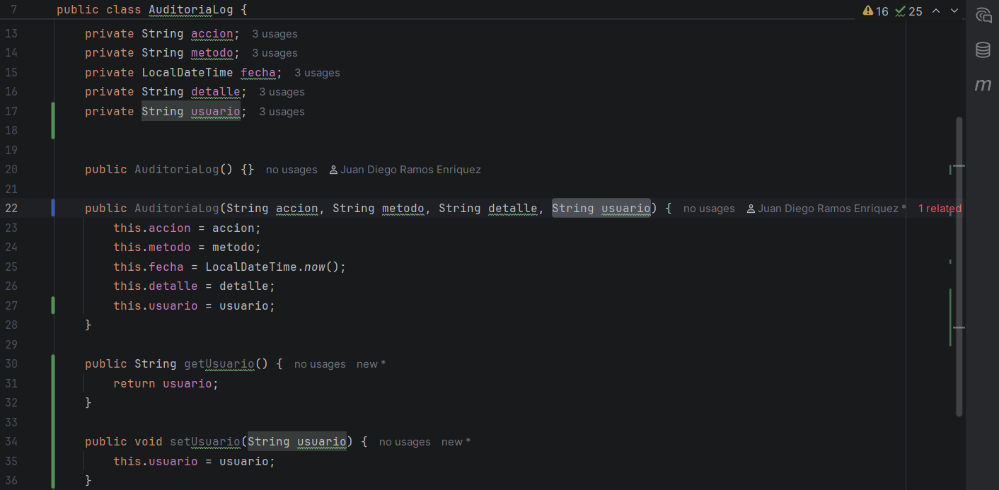 7 public class AuditoriaLog { 16 25
13 private String accion; 3 usages
14 private String metodo; 3 usages
15 private LocalDateTime fecha; 3 usages
16 private String detalle; 3 usages
17 private String usuario; 3 usages
18
19
20 public AuditoriaLog() {} no usages Juan Diego Ramos Enriquez
21
22 public AuditoriaLog(String accion, String metodo, String detalle, String usuario) { no usages Juan Diego Ramos Enriquez * 1 related
23 this.accion = accion;
24 this.metodo = metodo;
25 this.fecha = LocalDateTime.now();
26 this.detalle = detalle;
27 this.usuario = usuario;
28 }
29
30 public String getUsuario() { no usages new *
31 return usuario;
32 }
33
34 public void setUsuario(String usuario) { no usages new *
35 this.usuario = usuario;
36 }
m